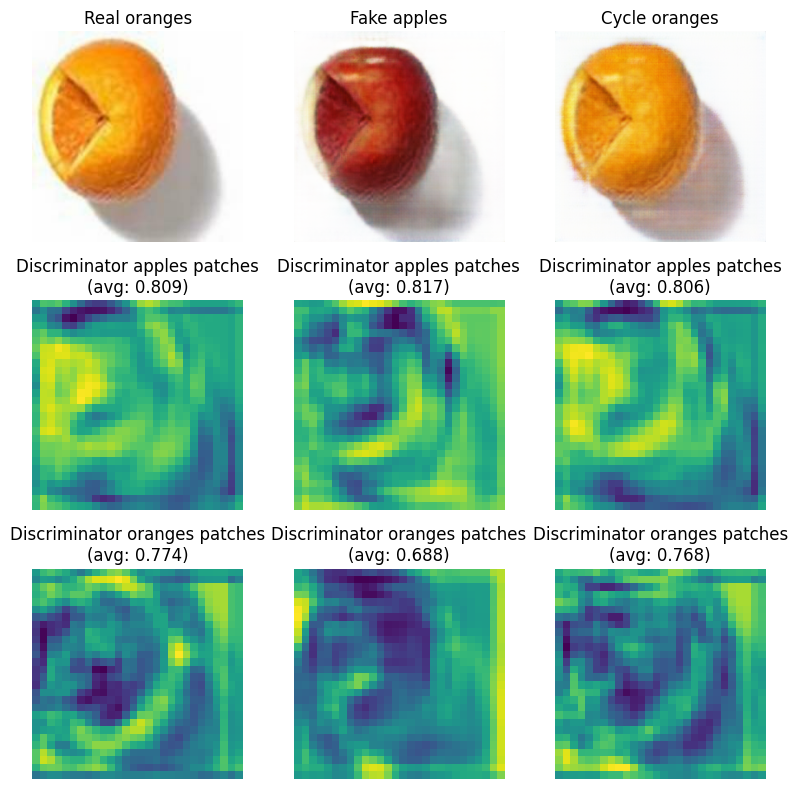 Real oranges
Fake apples
Cycle oranges
Discriminator apples patches
(avg: 0.809)
Discriminator apples patches
(avg: 0.817)
Discriminator apples patches
(avg: 0.806)
Discriminator oranges patches
(avg: 0.774)
Discriminator oranges patches
(avg: 0.688)
Discriminator oranges patches
(avg: 0.768)